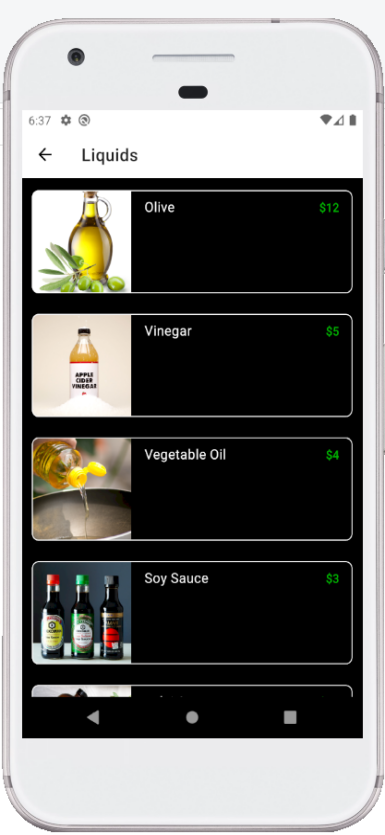 6:37
Liquids
Olive
$12
Vinegar
$5
APPLE
CIDER
VINEGAR
Vegetable Oil
$4
Soy Sauce
$3